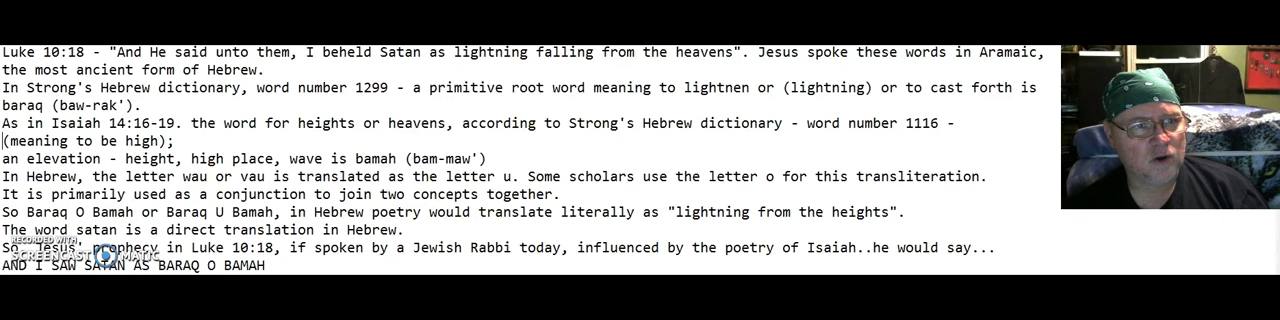 Luke 10:18 - "And He said unto them, I beheld Satan as lightning falling from the heavens". Jesus spoke these words in Aramaic,
the most ancient form of Hebrew.
In Strong's Hebrew dictionary, word number 1299 - a primitive root word meaning to lightnen or (lightning) or to cast forth is
baraq (baw-rak').
As in Isaiah 14:16-19. the word for heights or heavens, according to Strong's Hebrew dictionary - word number 1116 -
(meaning to be high);
an elevation - height, high place, wave is bamah (bam-maw')
In Hebrew, the letter wau or vau is translated as the letter u. Some scholars use the letter o for this transliteration.
It is primarily used as a conjunction to join two concepts together.
So Baraq O Bamah or Baraq U Bamah, in Hebrew poetry would translate literally as "lightning from the heights".
The word satan is a direct translation in Hebrew.
So, Jesus' prophecy in Luke 10:18, if spoken by a Jewish Rabbi today, influenced by the poetry of Isaiah..he would say...
AND I SAW SATAN AS BARAQ O BAMAH
RECORDED WITH
SCREENCAST MATIC